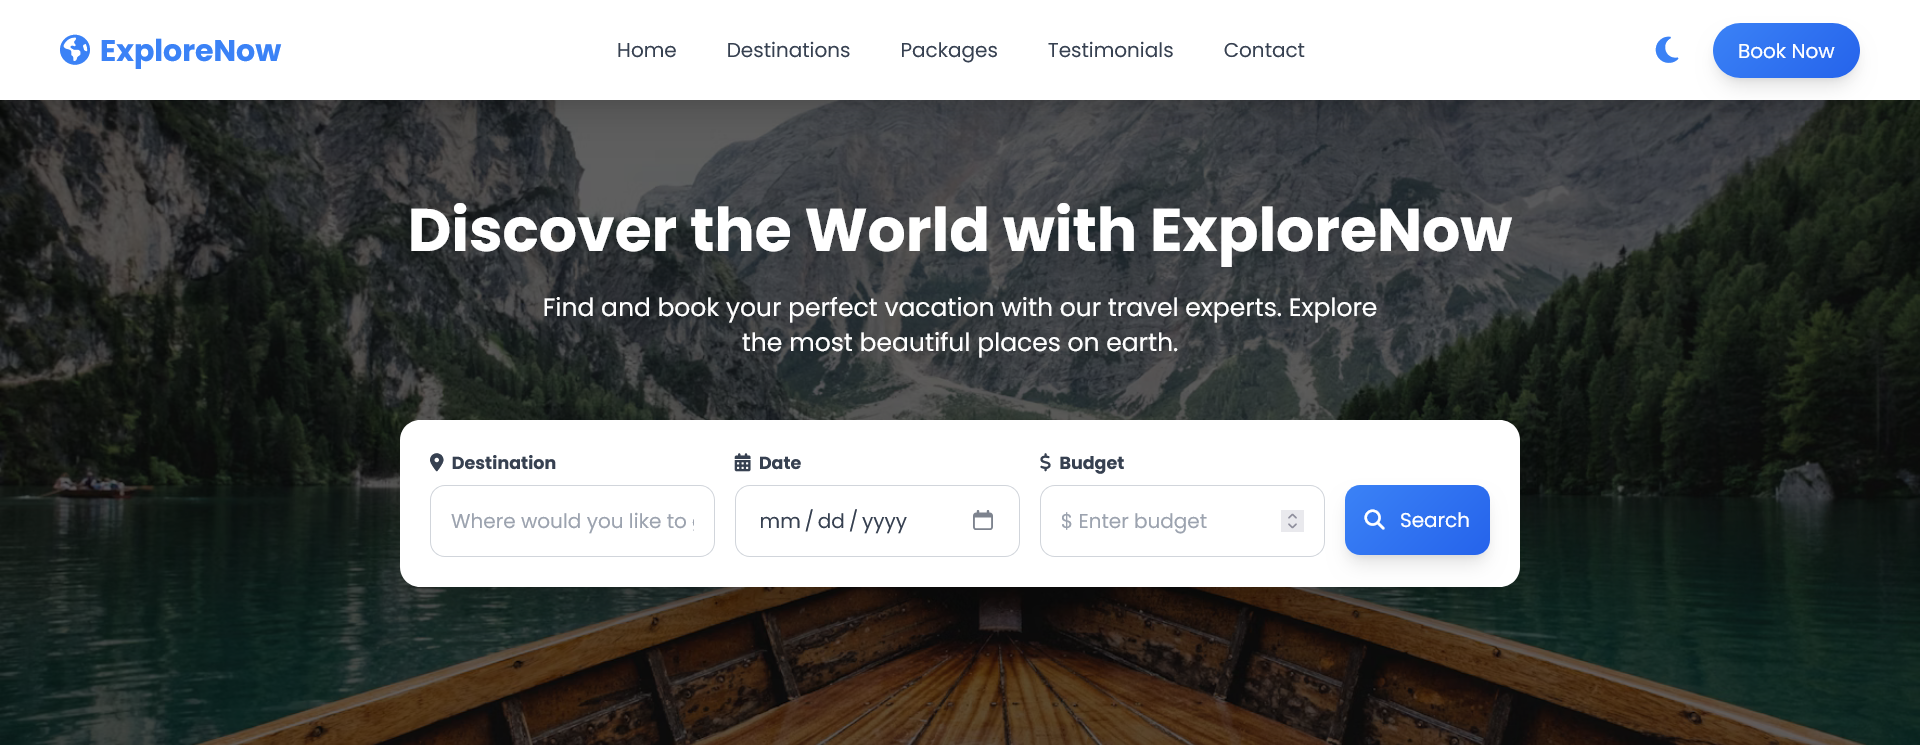 ExploreNow
Home
Destinations
Packages
Testimonials
Contact
Book Now
Discover the World with ExploreNow
Find and book your perfect vacation with our travel experts. Explore
the most beautiful places on earth.
Destination
Date
Budget
Where would you like to
mm/dd/yyyy
$ Enter budget
Search